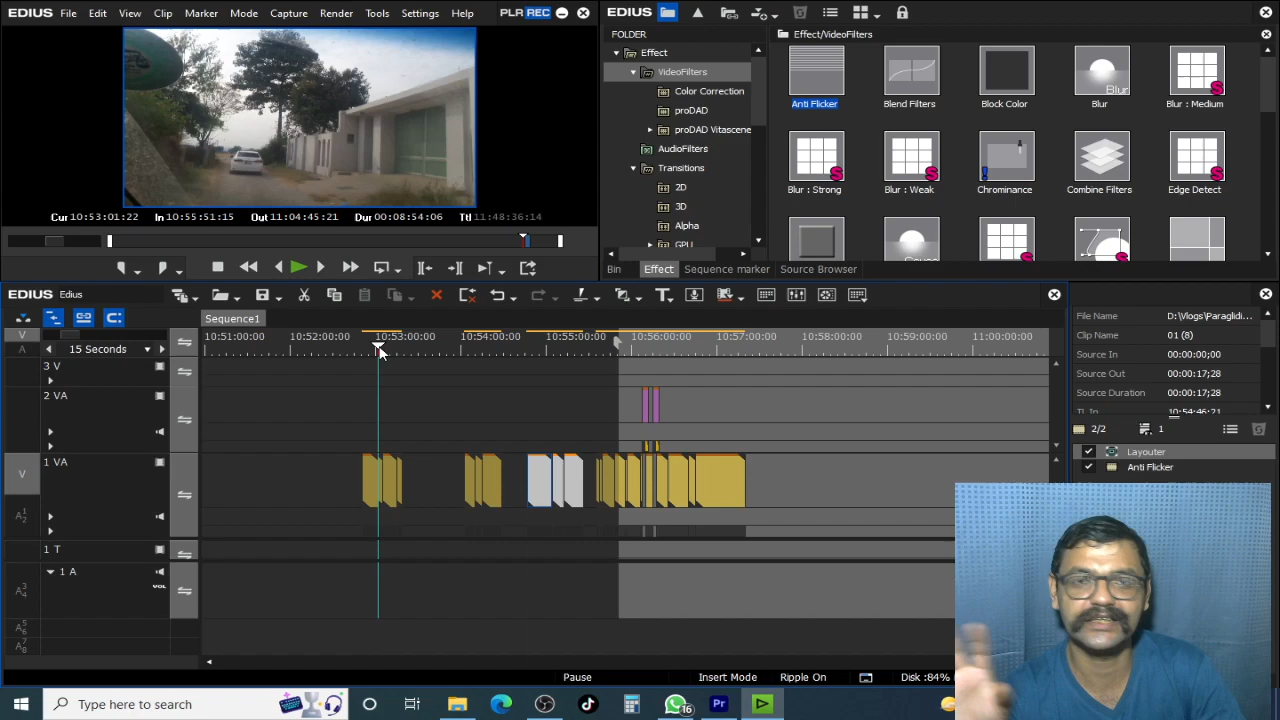 File Edit View Clip Marker Mode Capture Render Tools Settings Help PLR REC
Cur 10:53:01:22 In 10:55:51:15 Out 11:04:45:21 Dur 00:08:54:06 Ttl 11:48:36:14
EDIUS
FOLDER
Effect
VideoFilters
Color Correction
proDAD
proDAD Vitascene
AudioFilters
Transitions
2D
3D
Alpha
GPU
Effect/VideoFilters
Anti Flicker Blend Filters Block Color Blur Blur : Medium
Blur : Strong Blur : Weak Chrominance Combine Filters Edge Detect
Bin Effect Sequence marker Source Browser
EDIUS Edius
Sequence1
V
A
15 Seconds
10:51:00:00 10:52:00:00 10:53:00:00 10:54:00:00 10:55:00:00 10:56:00:00 10:57:00:00 10:58:00:00 10:59:00:00 11:00:00:00
3 V
2 VA
V
1 VA
A12
1 T
1 A
VOL
A34
A5
A6
A7
A8
Pause Insert Mode Ripple On Disk :84%
File Name D:\Vlogs\Paraglidi...
Clip Name 01 (8)
Source In 00:00:00;00
Source Out 00:00:17;28
Source Duration 00:00:17;28
TL In 10:54:46:21
2/2 1
Layouter
Anti Flicker
Type here to search
16
Pr